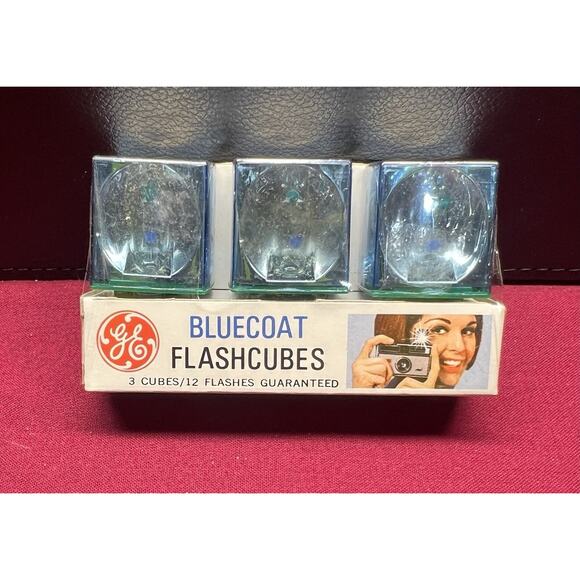 GE
BLUECOAT
FLASHCUBES
3 CUBES/12 FLASHES GUARANTEED